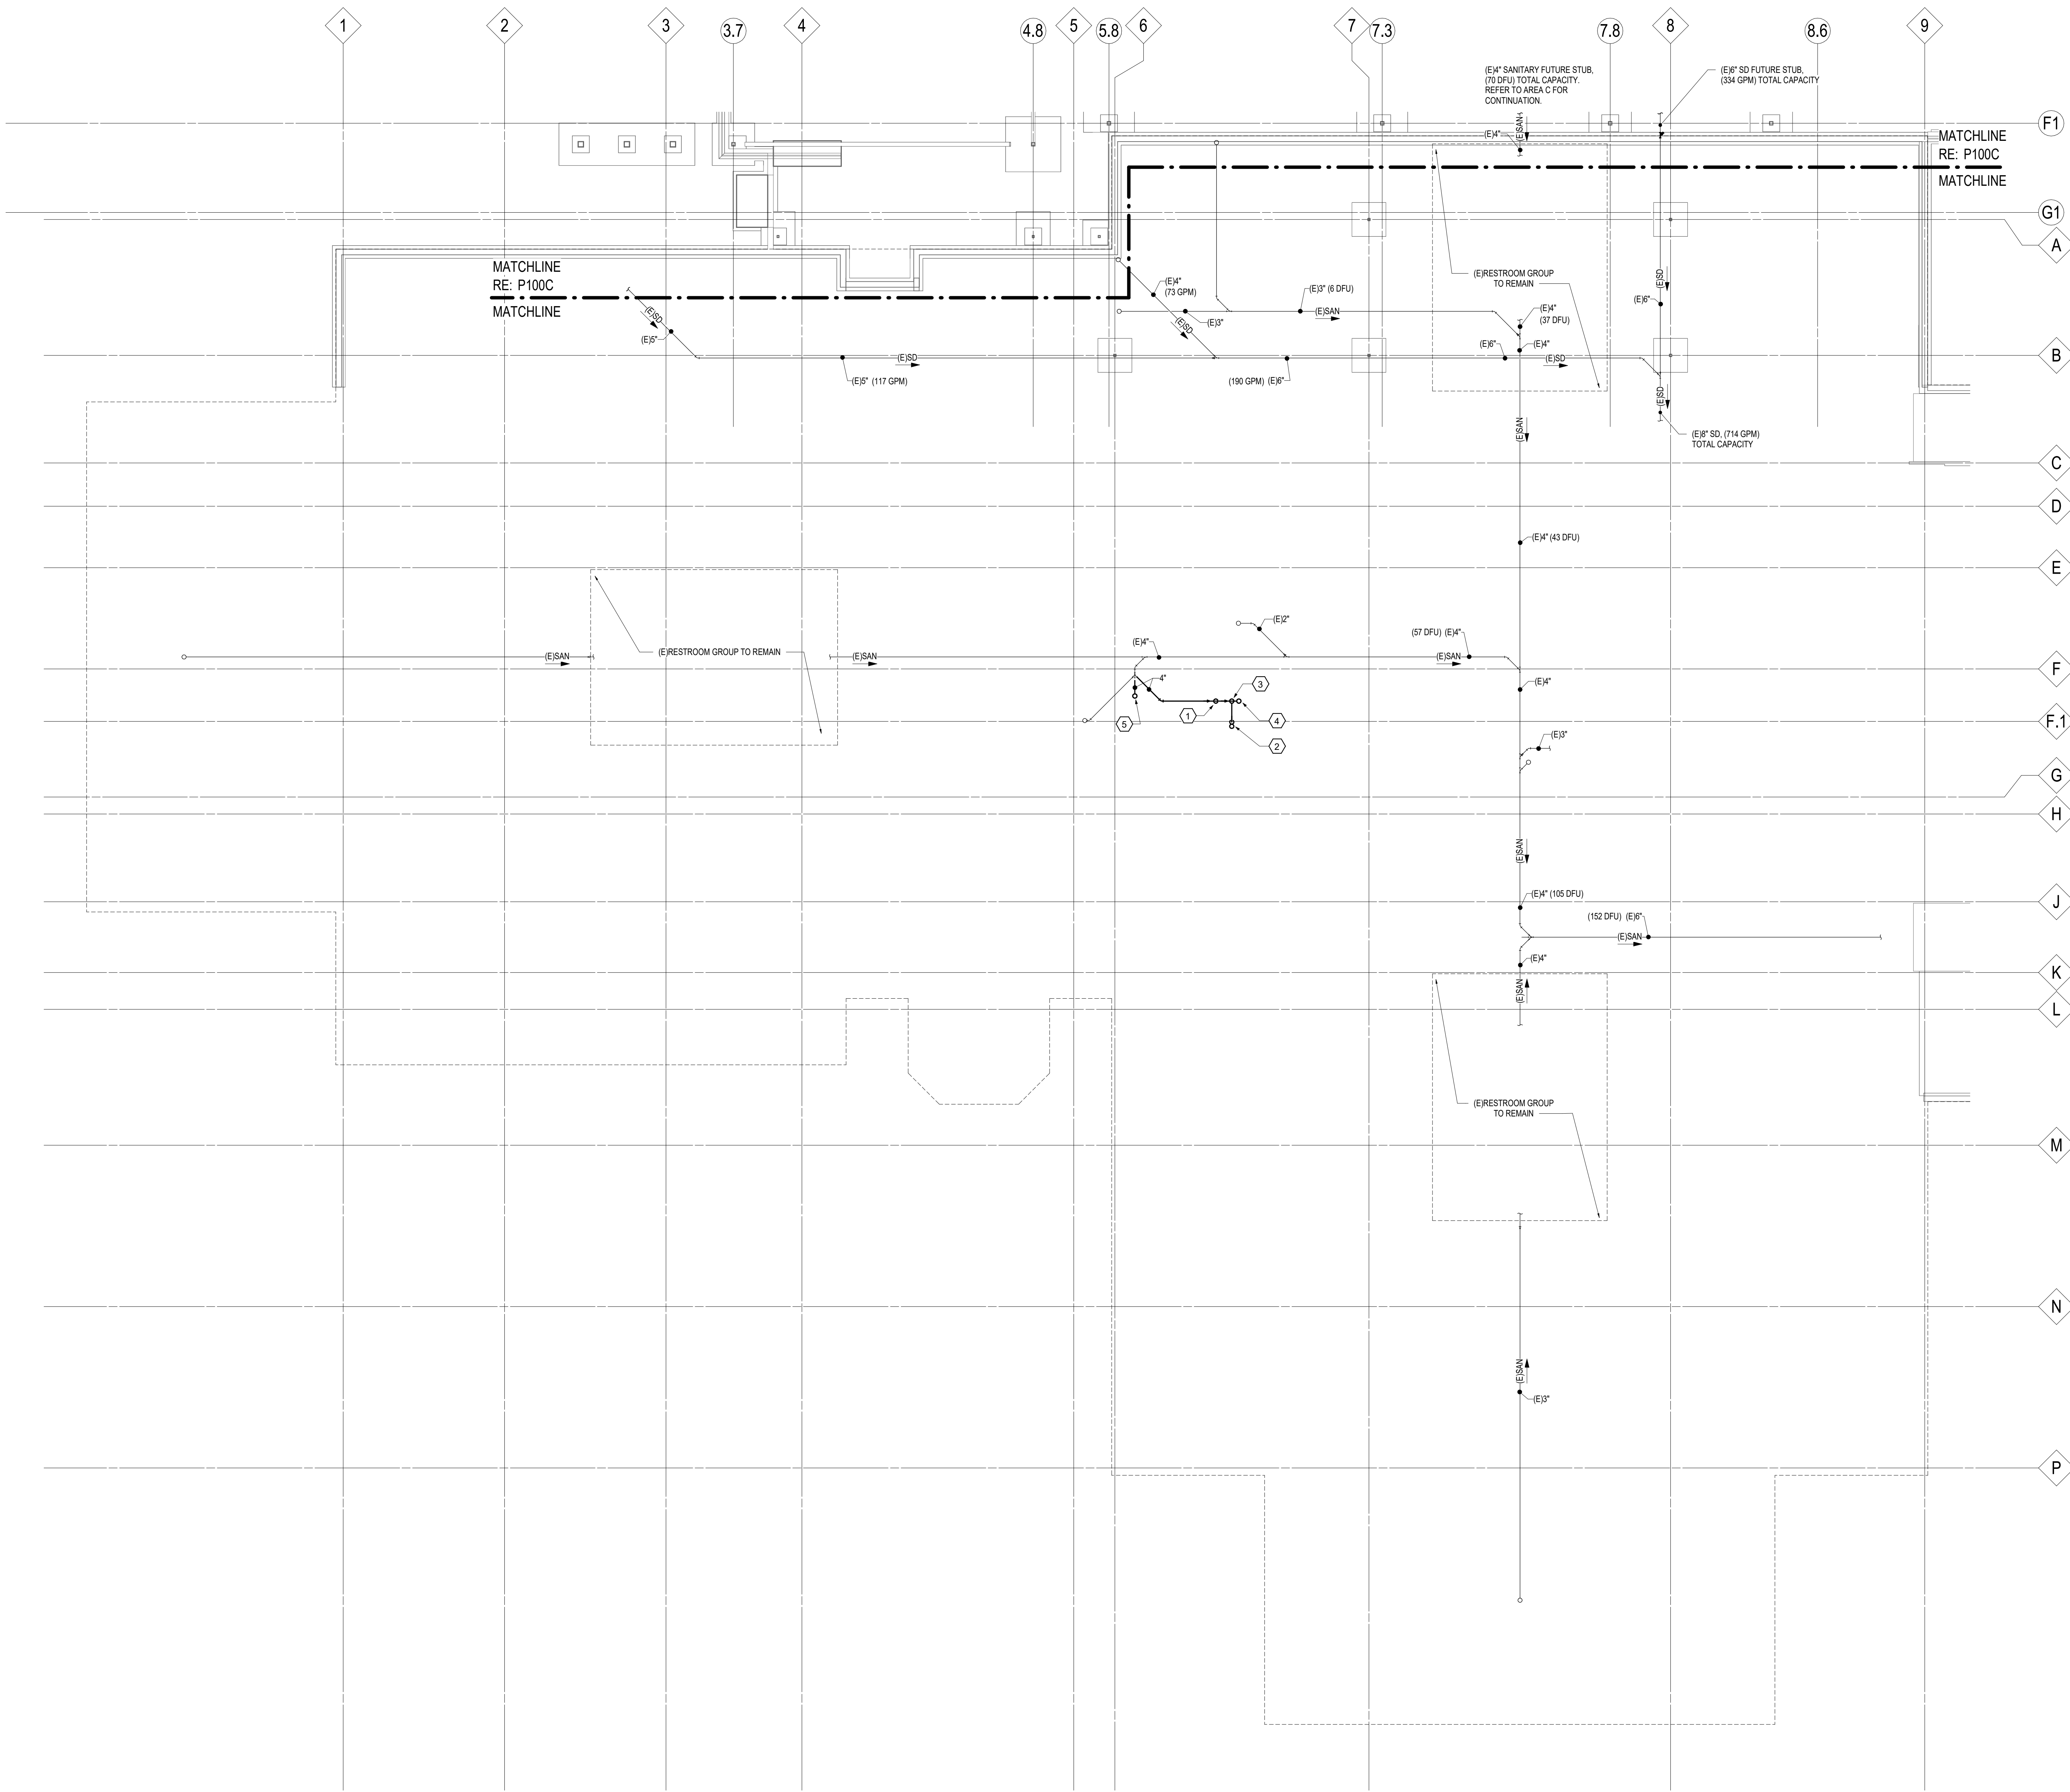 1
2
3
3.7
4
4.8
5
5.8
6
7
7.3
7.8
8
8.6
9
(E)4" SANITARY FUTURE STUB,
(70 DFU) TOTAL CAPACITY.
REFER TO AREA C FOR
CONTINUATION.
(E)6" SD FUTURE STUB,
(334 GPM) TOTAL CAPACITY
F1
(E)SAN
(E)4"
MATCHLINE
RE: P100C
MATCHLINE
G1
A
MATCHLINE
RE: P100C
MATCHLINE
(E)RESTROOM GROUP
TO REMAIN
(E)SD
(E)4"
(73 GPM)
(E)3" (6 DFU)
(E)SAN
(E)3"
(E)SD
(E)6"
(E)4"
(37 DFU)
(E)SD
(E)5"
(E)6"
(E)4"
(E)SD
(E)SD
B
(E)5" (117 GPM)
(190 GPM) (E)6"
(E)SD
(E)SAN
(E)8" SD, (714 GPM)
TOTAL CAPACITY
C
D
(E)4" (43 DFU)
E
(E)2"
(57 DFU) (E)4"
(E)4"
(E)SAN
(E)RESTROOM GROUP TO REMAIN
(E)SAN
(E)SAN
F
4"
3
(E)4"
1
4
5
2
F.1
(E)3"
G
H
(E)SAN
(E)4" (105 DFU)
J
(152 DFU) (E)6"
(E)SAN
(E)4"
K
(E)SAN
L
(E)RESTROOM GROUP
TO REMAIN
M
N
(E)SAN
(E)3"
P